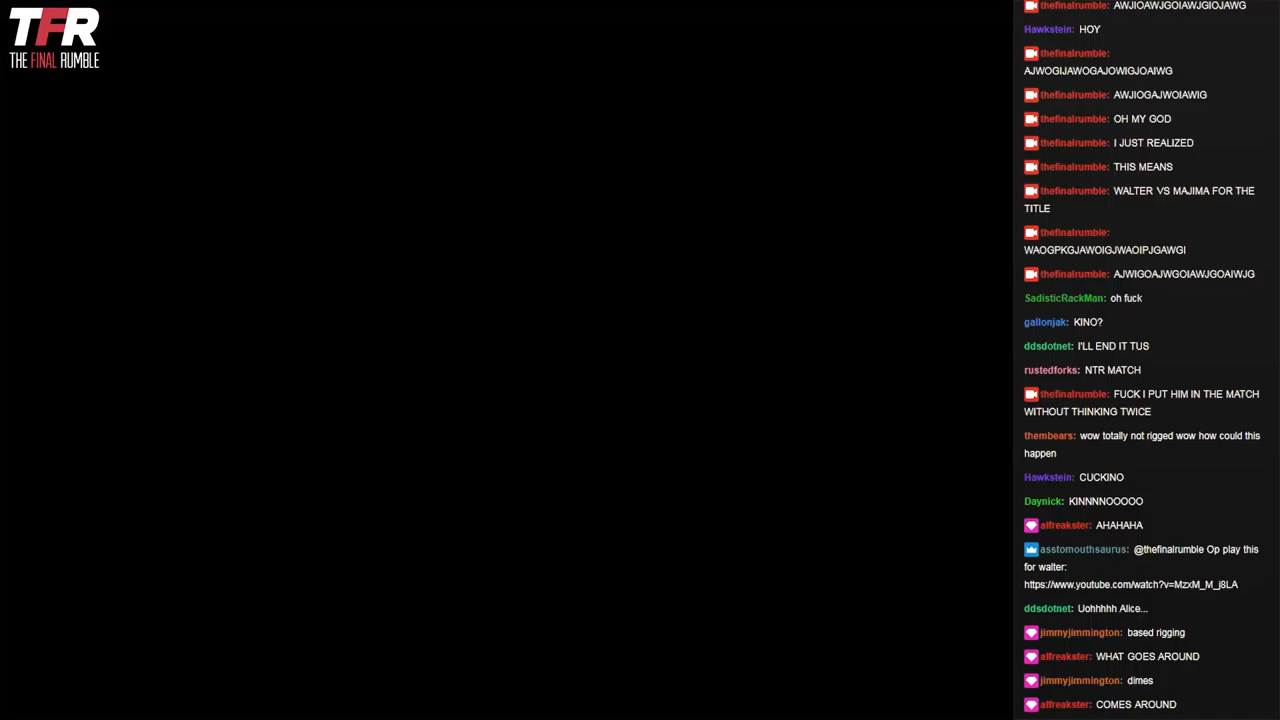 TFR
THE FINAL RUMBLE
thefinalrumble: AWJIOAWJGOIAWJGIOJAWG
Hawkstein: HOY
thefinalrumble:
AJWOGIJAWOGAJOWIGJOAIWG
thefinalrumble: AWJIOGAJWOIAWIG
thefinalrumble: OH MY GOD
thefinalrumble: I JUST REALIZED
thefinalrumble: THIS MEANS
thefinalrumble: WALTER VS MAJIMA FOR THE
TITLE
thefinalrumble:
WAOGPKGJAWOIGJWAOIPJGAWGI
thefinalrumble: AJWIGOAJWGOIAWJGOAIWJG
SadisticRackMan: oh fuck
gallonjak: KINO?
ddsdotnet: I'LL END IT TUS
rustedforks: NTR MATCH
thefinalrumble: FUCK I PUT HIM IN THE MATCH
WITHOUT THINKING TWICE
thembears: wow totally not rigged wow how could this
happen
Hawkstein: CUCKINO
Daynick: KINNNNOOOOO
alfreakster: AHAHAHA
asstomouthsaurus: @thefinalrumble Op play this
for walter:
https://www.youtube.com/watch?v=MzxM_M_j8LA
ddsdotnet: Uohhhhh Alice...
jimmyjimmington: based rigging
alfreakster: WHAT GOES AROUND
jimmyjimmington: dimes
alfreakster: COMES AROUND